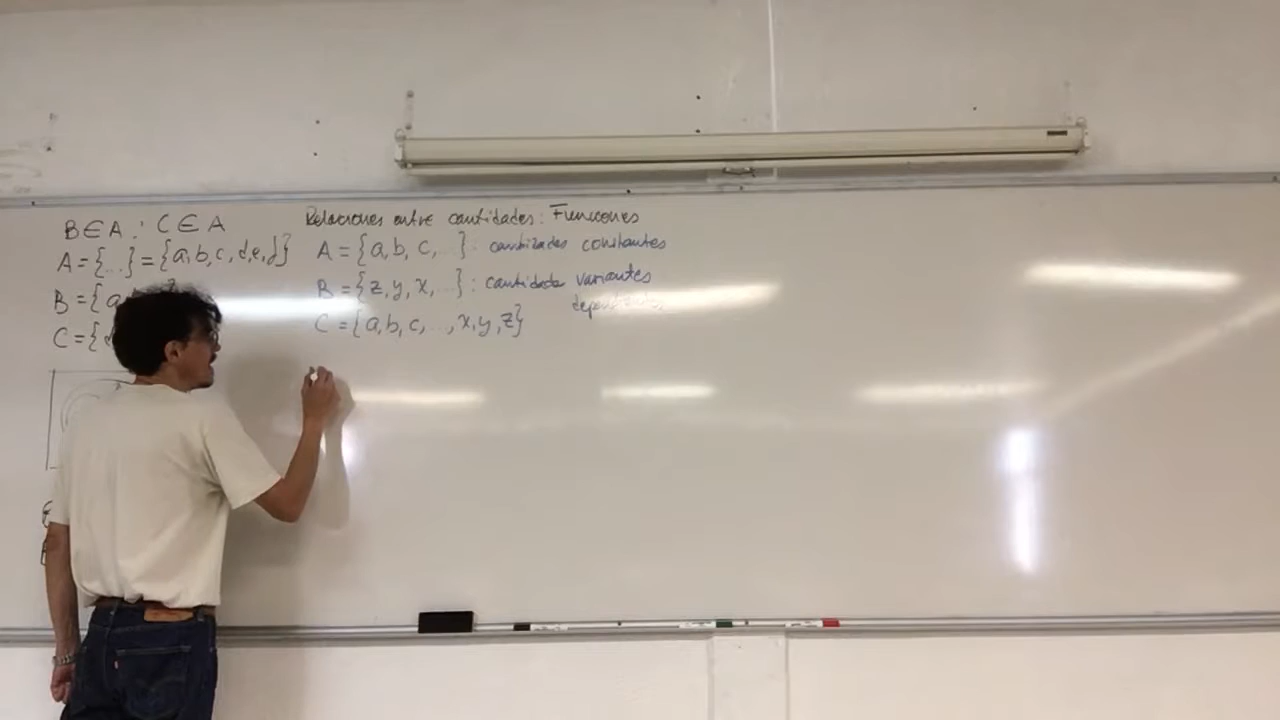 B ∈ A ∴ C ∈ A
A = {...} = {a, b, c, d, e, f}
B = {a, b
C = {
Relaciones entre cantidades: Funciones
A = {a, b, c, ...}: cantidades constantes
B = {z, y, x, ...}: cantidades variantes
dependientes
C = {a, b, c, ..., x, y, z}